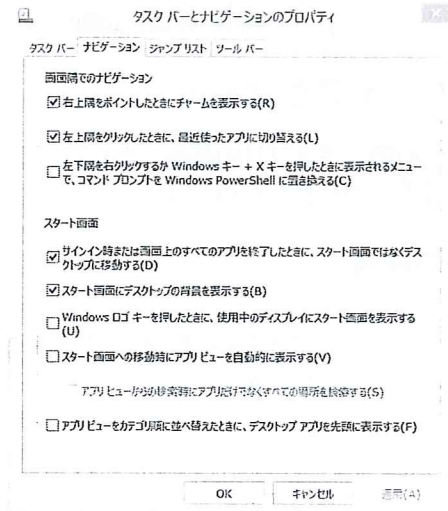 タスク バーとナビゲーションのプロパティ
タスク バー ナビゲーション ジャンプ リスト ツール バー
画面隅でのナビゲーション
右上隅をポイントしたときにチャームを表示する(R)
左上隅をクリックしたときに、最近使ったアプリに切り替える(L)
左下隅を右クリックするか Windows キー + X キーを押したときに表示されるメニュー
で、コマンド プロンプトを Windows PowerShell に置き換える(C)
スタート画面
サインイン時または画面上のすべてのアプリを終了したときに、スタート画面ではなくデス
クトップに移動する(D)
スタート画面にデスクトップの背景を表示する(B)
Windows ロゴ キーを押したときに、使用中のディスプレイにスタート画面を表示する
(U)
スタート画面への移動時にアプリ ビューを自動的に表示する(V)
アプリ ビューからの検索時にアプリだけでなくすべての場所を検索する(S)
アプリ ビューをカテゴリ順に並べ替えたときに、デスクトップ アプリを先頭に表示する(F)
OK キャンセル 適用(A)